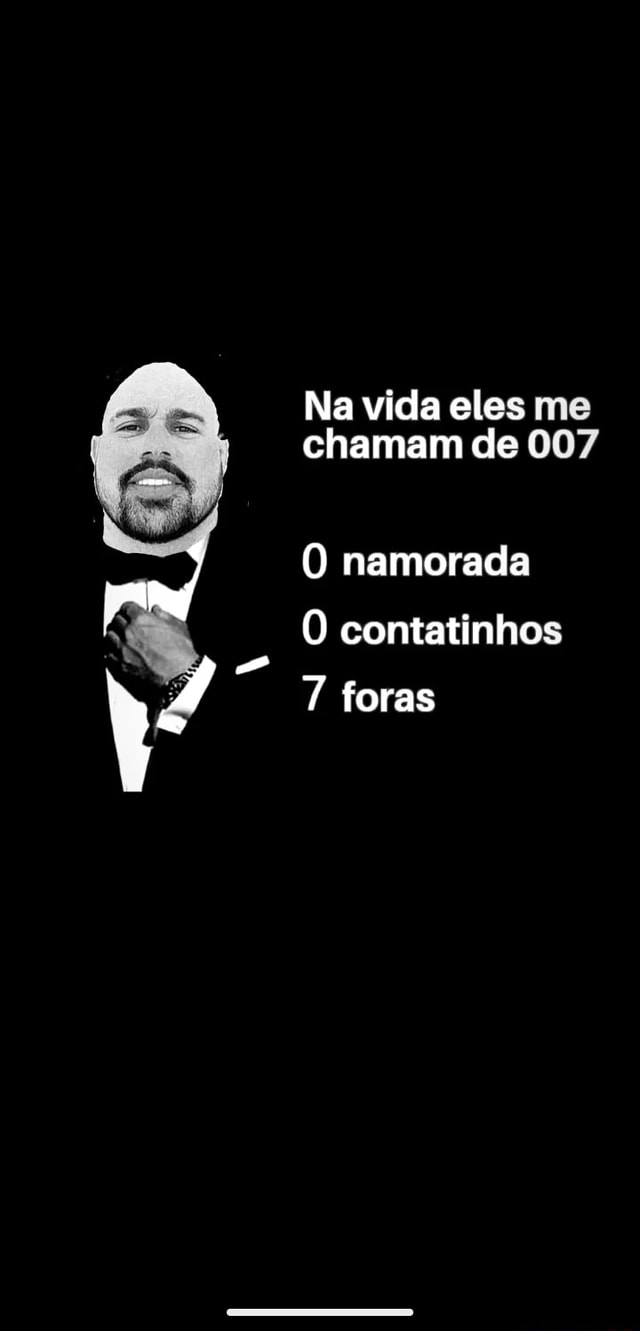 Na vida eles me
chamam de 007
0 namorada
0 contatinhos
7 foras